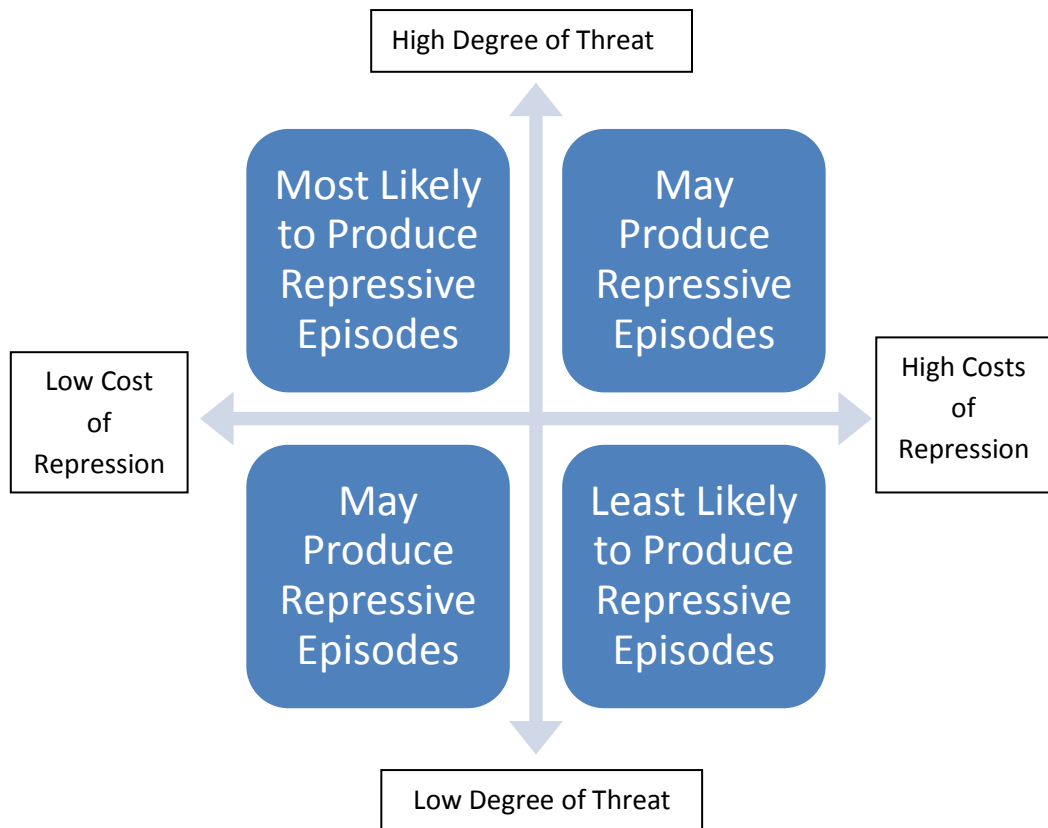 High Degree of Threat
Most Likely
to Produce
Repressive
Episodes
May
Produce
Repressive
Episodes
Low Cost
of
Repression
High Costs
of
Repression
May
Produce
Repressive
Episodes
Least Likely
to Produce
Repressive
Episodes
Low Degree of Threat